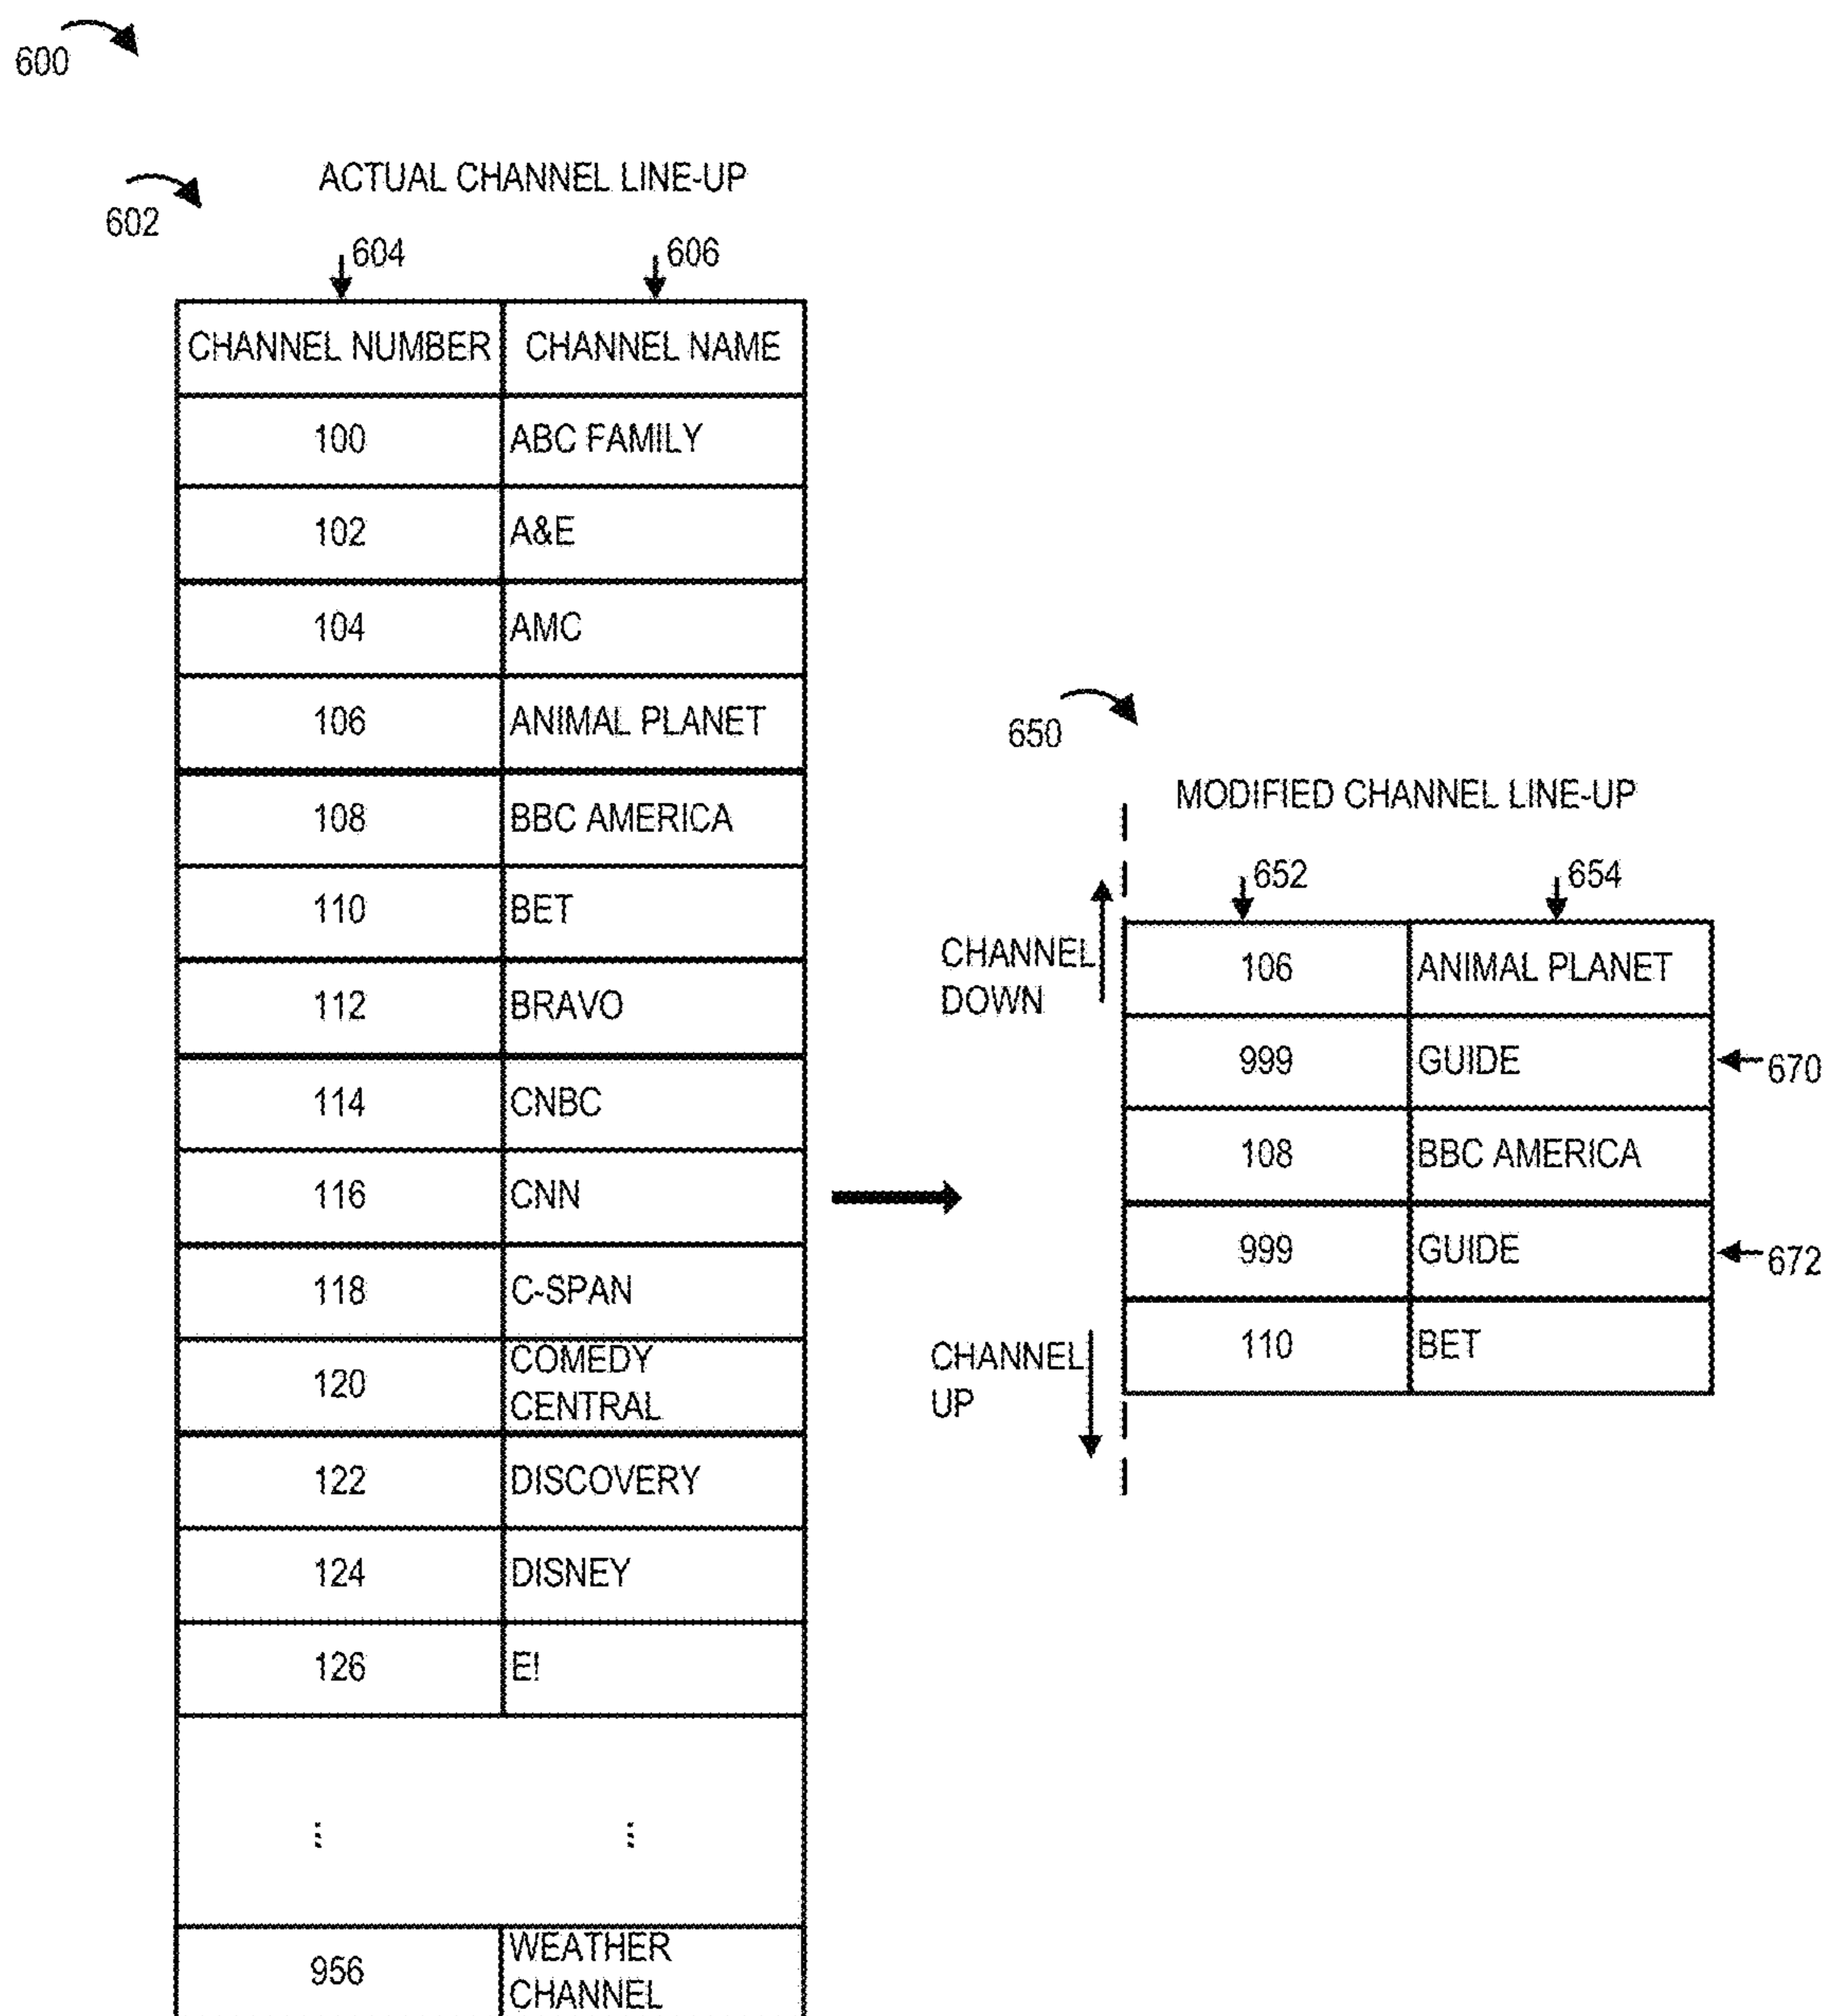 600
602
ACTUAL CHANNEL LINE-UP
604 606
CHANNEL NUMBER CHANNEL NAME
100 ABC FAMILY
102 A&E
104 AMC
106 ANIMAL PLANET
108 BBC AMERICA
110 BET
112 BRAVO
114 CNBC
116 CNN
118 C-SPAN
120 COMEDY
CENTRAL
122 DISCOVERY
124 DISNEY
126 E!
... ...
956 WEATHER
CHANNEL
650
MODIFIED CHANNEL LINE-UP
652 654
CHANNEL
DOWN
106 ANIMAL PLANET
999 GUIDE 670
108 BBC AMERICA
999 GUIDE 672
110 BET
CHANNEL
UP